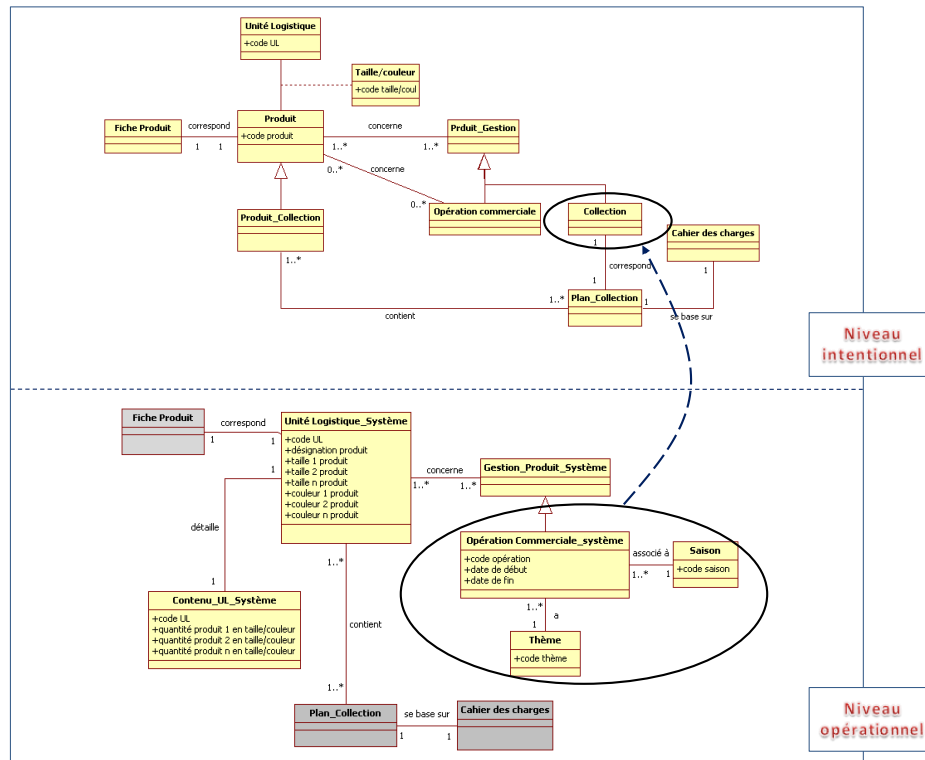 Unité Logistique
+code UL
Taille/couleur
+code taille/coul
Fiche Produit
correspond
1
1
Produit
+code produit
concerne
1..*
1..*
Prduit_Gestion
0..*
concerne
0..*
Produit_Collection
Opération commerciale
Collection
Cahier des charges
1..*
1
correspond
1
1
1..*
Plan_Collection
1
contient
se base sur
Niveau
intentionnel
Fiche Produit
correspond
1
1
Unité Logistique_Système
+code UL
+désignation produit
+taille 1 produit
+taille 2 produit
+taille n produit
+couleur 1 produit
+couleur 2 produit
+couleur n produit
concerne
1..*
1..*
Gestion_Produit_Système
1
détaille
1
Opération Commerciale_système
+code opération
+date de début
+date de fin
associé à
1..*
1
Saison
+code saison
1..*
Contenu_UL_Système
+code UL
+quantité produit 1 en taille/couleur
+quantité produit 2 en taille/couleur
+quantité produit n en taille/couleur
contient
1..*
a
1
Thème
+code thème
1..*
Plan_Collection
se base sur
1
1
Cahier des charges
Niveau
opérationnel